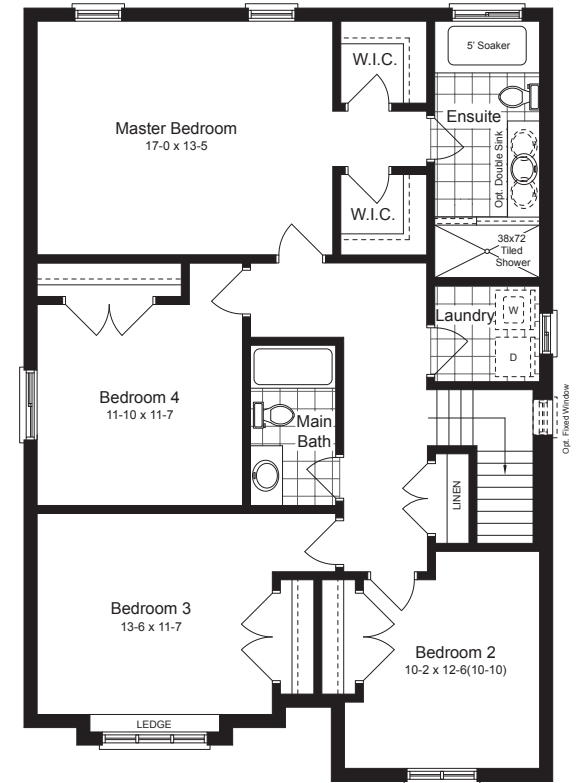 W.I.C.
5' Soaker
Master Bedroom
17-0 x 13-5
Ensuite
Opt. Double Sink
W.I.C.
38x72
Tiled
Shower
Laundry
W
D
Bedroom 4
11-10 x 11-7
Main
Bath
Opt. Fixed Window
LINEN
Bedroom 3
13-6 x 11-7
Bedroom 2
10-2 x 12-6(10-10)
LEDGE